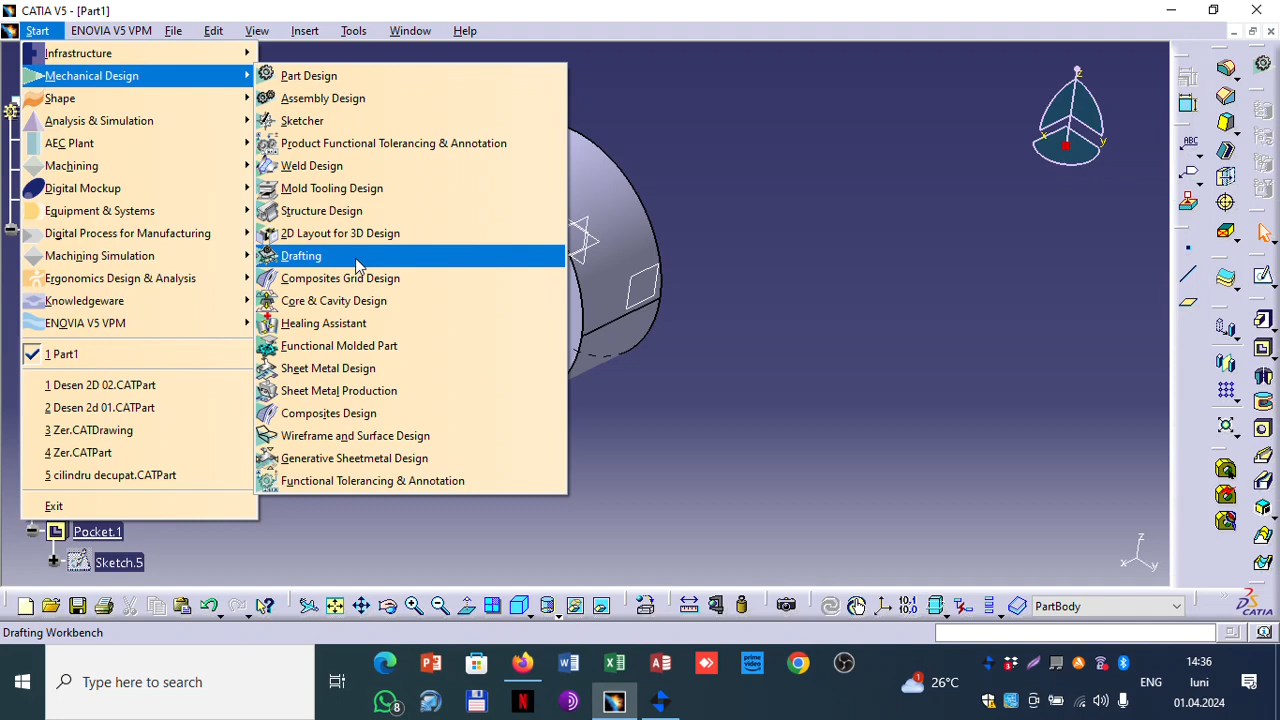 CATIA V5 - [Part1]
Start ENOVIA V5 VPM File Edit View Insert Tools Window Help
Infrastructure
Mechanical Design
Shape
Analysis & Simulation
AEC Plant
Machining
Digital Mockup
Equipment & Systems
Digital Process for Manufacturing
Machining Simulation
Ergonomics Design & Analysis
Knowledgeware
ENOVIA V5 VPM
1 Part1
1 Desen 2D 02.CATPart
2 Desen 2d 01.CATPart
3 Zer.CATDrawing
4 Zer.CATPart
5 cilindru decupat.CATPart
Exit
Part Design
Assembly Design
Sketcher
Product Functional Tolerancing & Annotation
Weld Design
Mold Tooling Design
Structure Design
2D Layout for 3D Design
Drafting
Composites Grid Design
Core & Cavity Design
Healing Assistant
Functional Molded Part
Sheet Metal Design
Sheet Metal Production
Composites Design
Wireframe and Surface Design
Generative Sheetmetal Design
Functional Tolerancing & Annotation
z
x
y
ABC
Pocket.1
Sketch.5
z
x y
10.1
10.0
PartBody
CATIA
Drafting Workbench
Type here to search
8
26°C
ENG
14:36
luni
01.04.2024